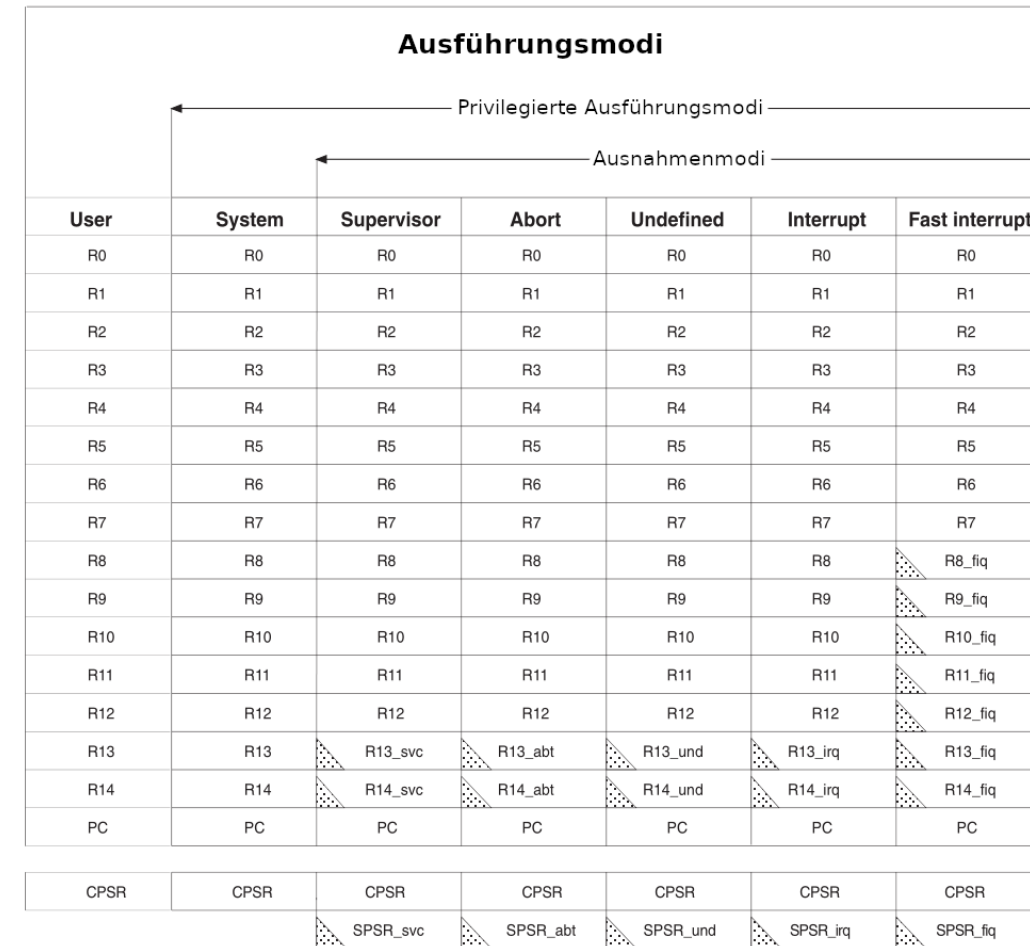 Ausführungsmodi
Privilegierte Ausführungsmodi
Ausnahmenmodi
User System Supervisor Abort Undefined Interrupt Fast interrupt
R0 R0 R0 R0 R0 R0 R0
R1 R1 R1 R1 R1 R1 R1
R2 R2 R2 R2 R2 R2 R2
R3 R3 R3 R3 R3 R3 R3
R4 R4 R4 R4 R4 R4 R4
R5 R5 R5 R5 R5 R5 R5
R6 R6 R6 R6 R6 R6 R6
R7 R7 R7 R7 R7 R7 R7
R8 R8 R8 R8 R8 R8 R8_fiq
R9 R9 R9 R9 R9 R9 R9_fiq
R10 R10 R10 R10 R10 R10 R10_fiq
R11 R11 R11 R11 R11 R11 R11_fiq
R12 R12 R12 R12 R12 R12 R12_fiq
R13 R13 R13_svc R13_abt R13_und R13_irq R13_fiq
R14 R14 R14_svc R14_abt R14_und R14_irq R14_fiq
PC PC PC PC PC PC PC
CPSR CPSR CPSR CPSR CPSR CPSR CPSR
SPSR_svc SPSR_abt SPSR_und SPSR_irq SPSR_fiq